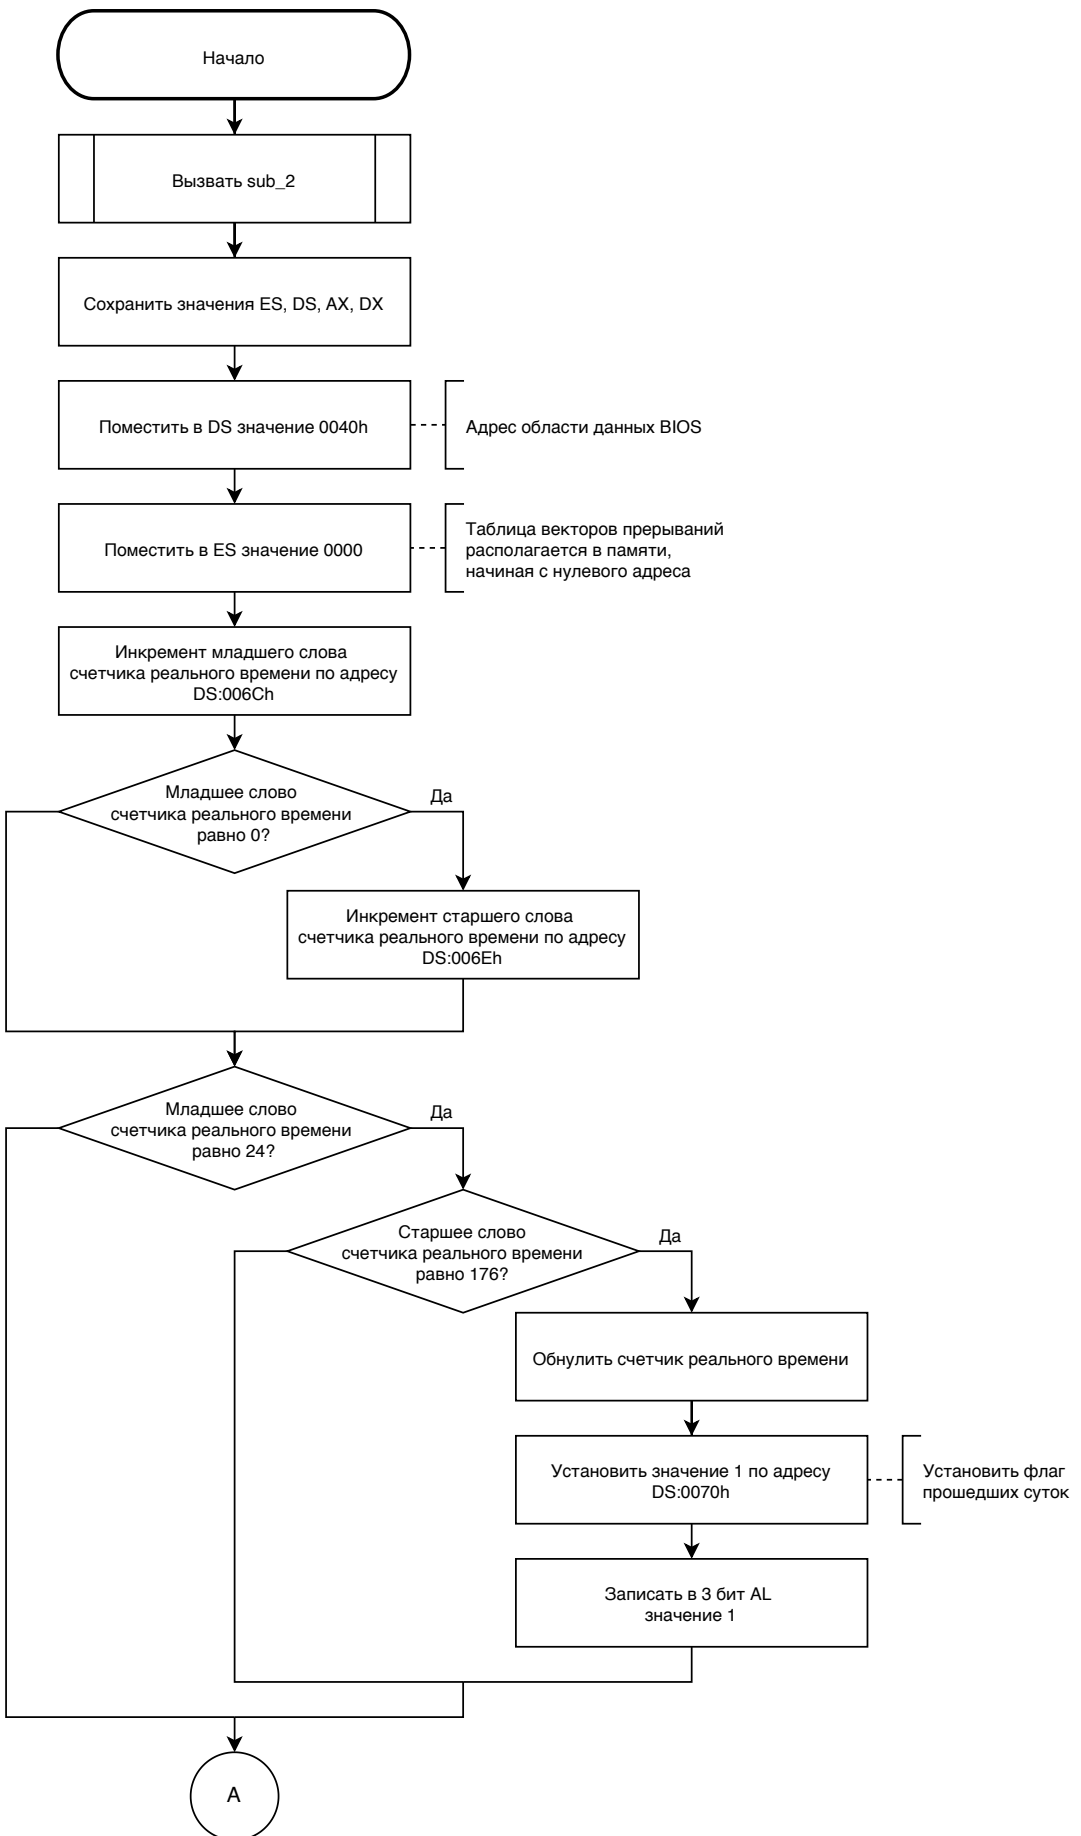 Начало
Вызвать sub_2
Сохранить значения ES, DS, AX, DX
Поместить в DS значение 0040h
Адрес области данных BIOS
Поместить в ES значение 0000
Таблица векторов прерываний
располагается в памяти,
начиная с нулевого адреса
Инкремент младшего слова
счетчика реального времени по адресу
DS:006Ch
Младшее слово
счетчика реального времени
равно 0?
Да
Инкремент старшего слова
счетчика реального времени по адресу
DS:006Eh
Младшее слово
счетчика реального времени
равно 24?
Да
Старшее слово
счетчика реального времени
равно 176?
Да
Обнулить счетчик реального времени
Установить значение 1 по адресу
DS:0070h
Установить флаг
прошедших суток
Записать в 3 бит AL
значение 1
A